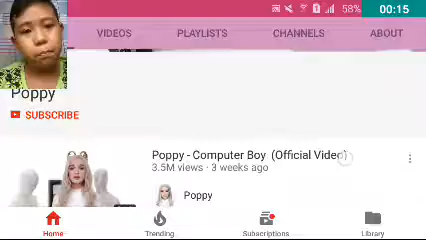 58% 00:15
VIDEOS PLAYLISTS CHANNELS ABOUT
Poppy
SUBSCRIBE
Poppy - Computer Boy (Official Video)
3.5M views · 3 weeks ago
Poppy
Home Trending Subscriptions Library